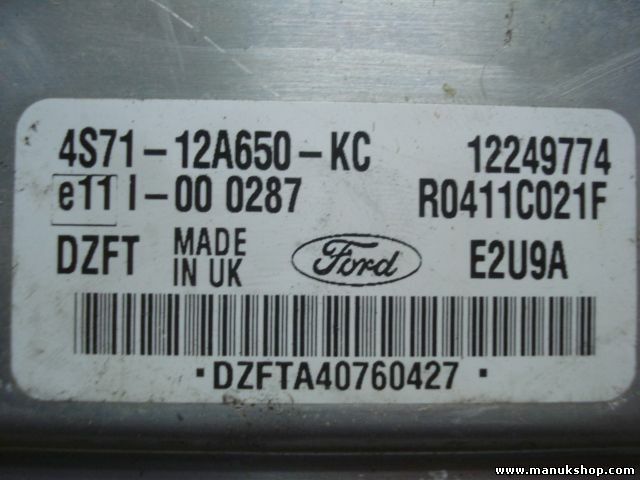 4S71-12A650-KC 12249774
e11 I-00 0287 R0411C021F
DZFT MADE IN UK Ford E2U9A
·DZFTA40760427·
www.manukshop.com